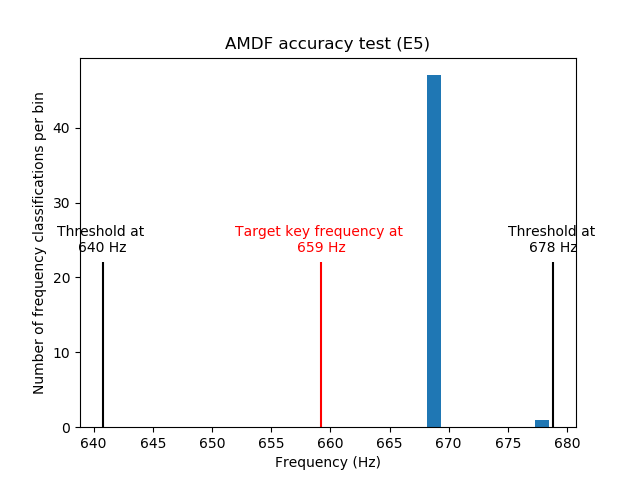 AMDF accuracy test (E5)
Number of frequency classifications per bin
40
30
20
10
0
Threshold at
640 Hz
Target key frequency at
659 Hz
Threshold at
678 Hz
640 645 650 655 660 665 670 675 680
Frequency (Hz)